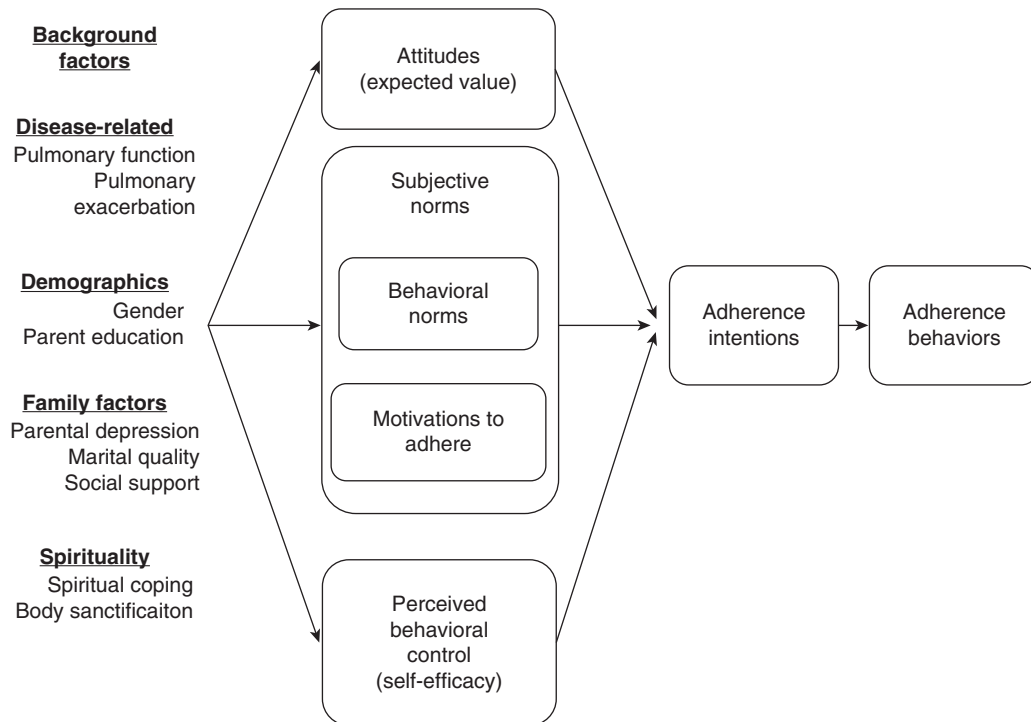 Background
factors
Disease-related
Pulmonary function
Pulmonary
exacerbation
Demographics
Gender
Parent education
Family factors
Parental depression
Marital quality
Social support
Spirituality
Spiritual coping
Body sanctificaiton
Attitudes
(expected value)
Subjective
norms
Behavioral
norms
Motivations to
adhere
Perceived
behavioral
control
(self-efficacy)
Adherence
intentions
Adherence
behaviors